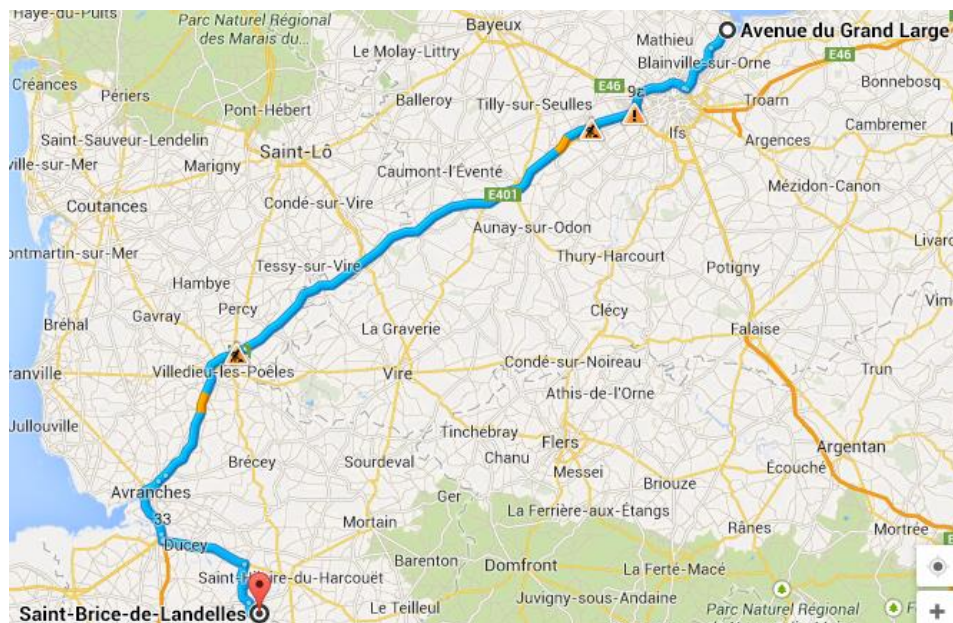 Haye-du-Puits
Parc Naturel Régional
des Marais du...
Bayeux
Mathieu
Avenue du Grand Large
Le Molay-Littry
Blainville-sur-Orne
E46
Créances
Périers
Pont-Hébert
Balleroy
E46
Tilly-sur-Seulles
Troarn
Bonnebosq
Saint-Sauveur-Lendelin
Saint-Lô
Ifs
Argences
Cambremer
ville-sur-Mer
Marigny
Caumont-l'Éventé
Coutances
Condé-sur-Vire
E401
Mézidon-Canon
Aunay-sur-Odon
ontmartin-sur-Mer
Tessy-sur-Vire
Thury-Harcourt
Potigny
Livaro
Hambye
Gavray
Percy
Clécy
Bréhal
La Graverie
Falaise
ranville
Villedieu-les-Poêles
Vire
Condé-sur-Noireau
Trun
Athis-de-l'Orne
Jullouville
Tinchebray
Flers
Argentan
Brécey
Sourdeval
Chanu
Messei
Écouché
Avranches
Ger
Briouze
33
Mortain
La Ferrière-aux-Étangs
Rânes
Mortrée
Ducey
Barenton
Domfront
La Ferté-Macé
Saint-Hilaire-du-Harcouët
Saint-Brice-de-Landelles
Le Teilleul
Juvigny-sous-Andaine
Parc Naturel Régional